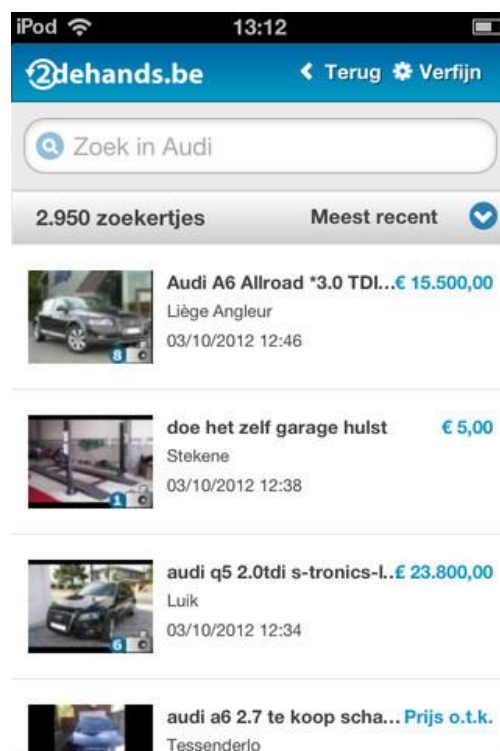 iPod 13:12
2dehands.be Terug Verfijn
Zoek in Audi
2.950 zoekertjes Meest recent
Audi A6 Allroad *3.0 TDI...€ 15.500,00
Liège Angleur
03/10/2012 12:46
8
doe het zelf garage hulst € 5,00
Stekene
03/10/2012 12:38
1
audi q5 2.0tdi s-tronics-l..€ 23.800,00
Luik
03/10/2012 12:34
6
audi a6 2.7 te koop scha... Prijs o.t.k.
Tessenderlo